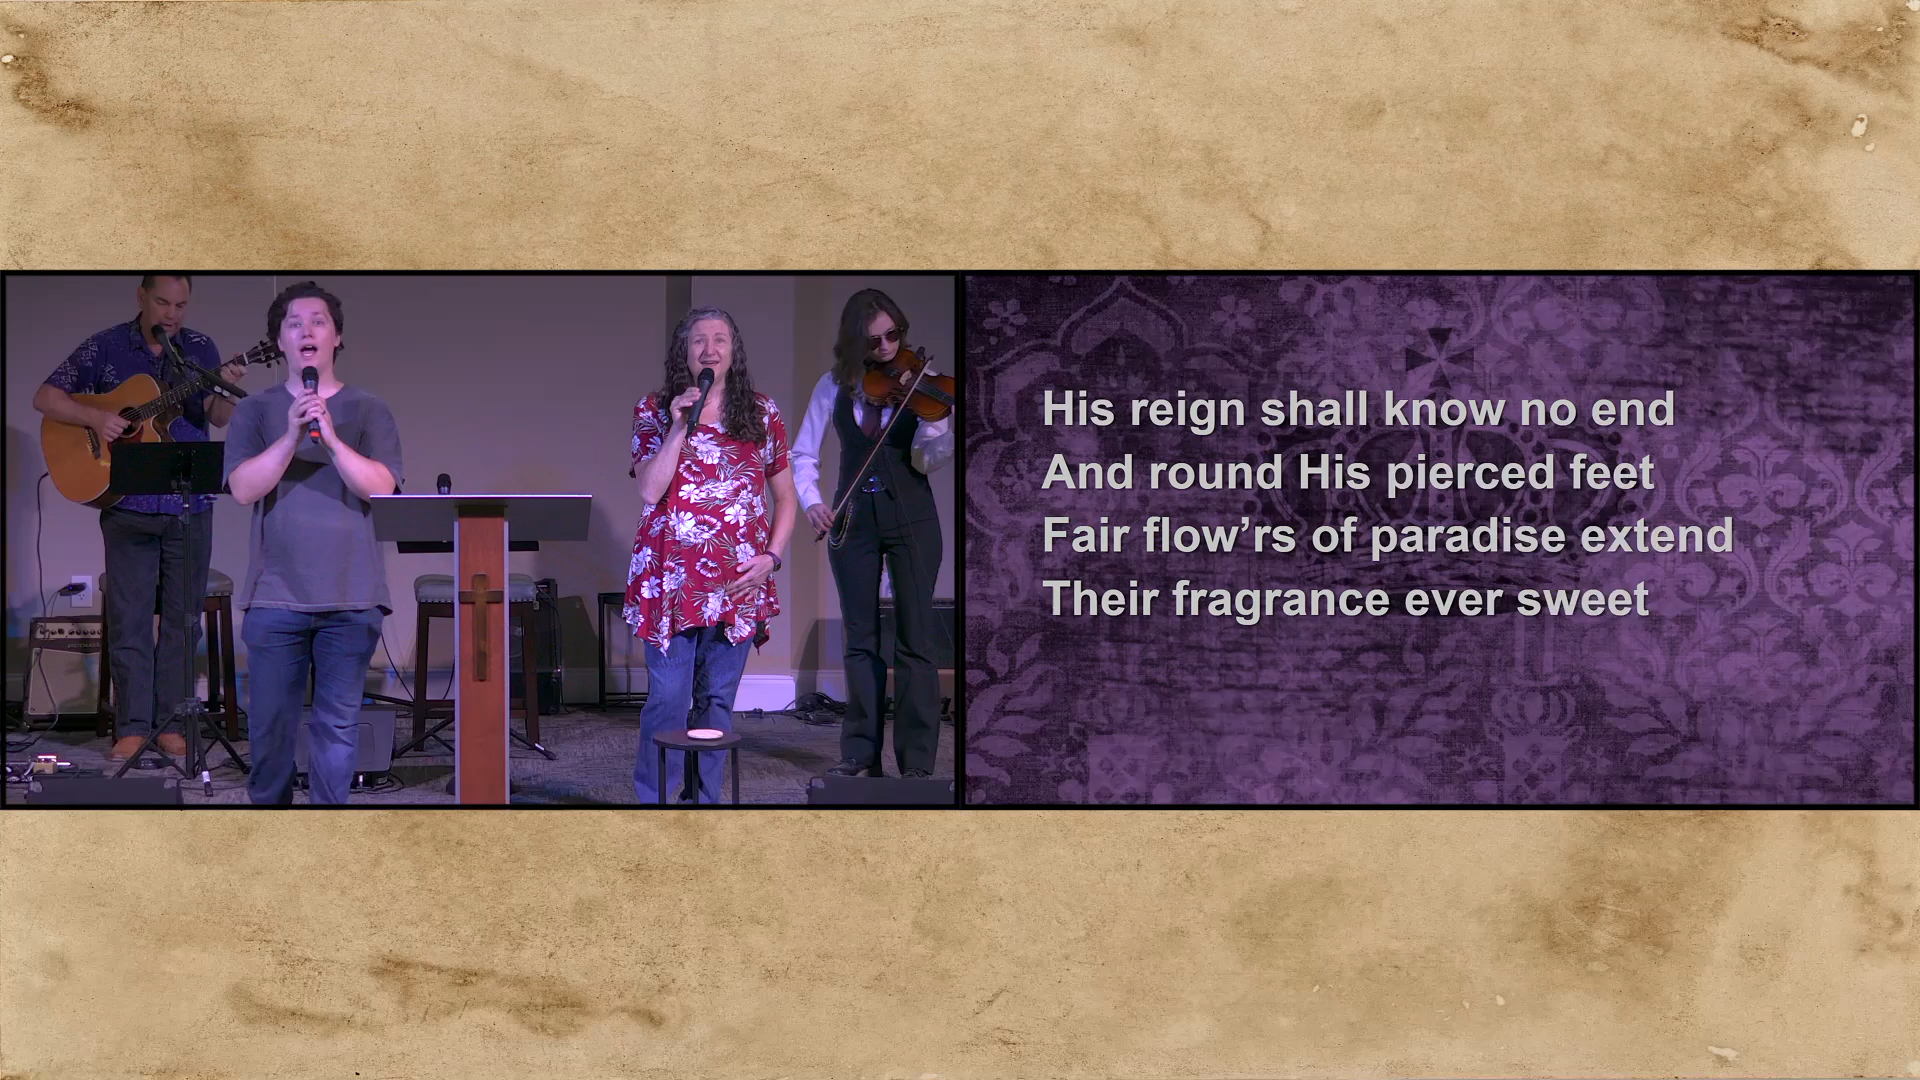 His reign shall know no end
And round His pierced feet
Fair flow’rs of paradise extend
Their fragrance ever sweet